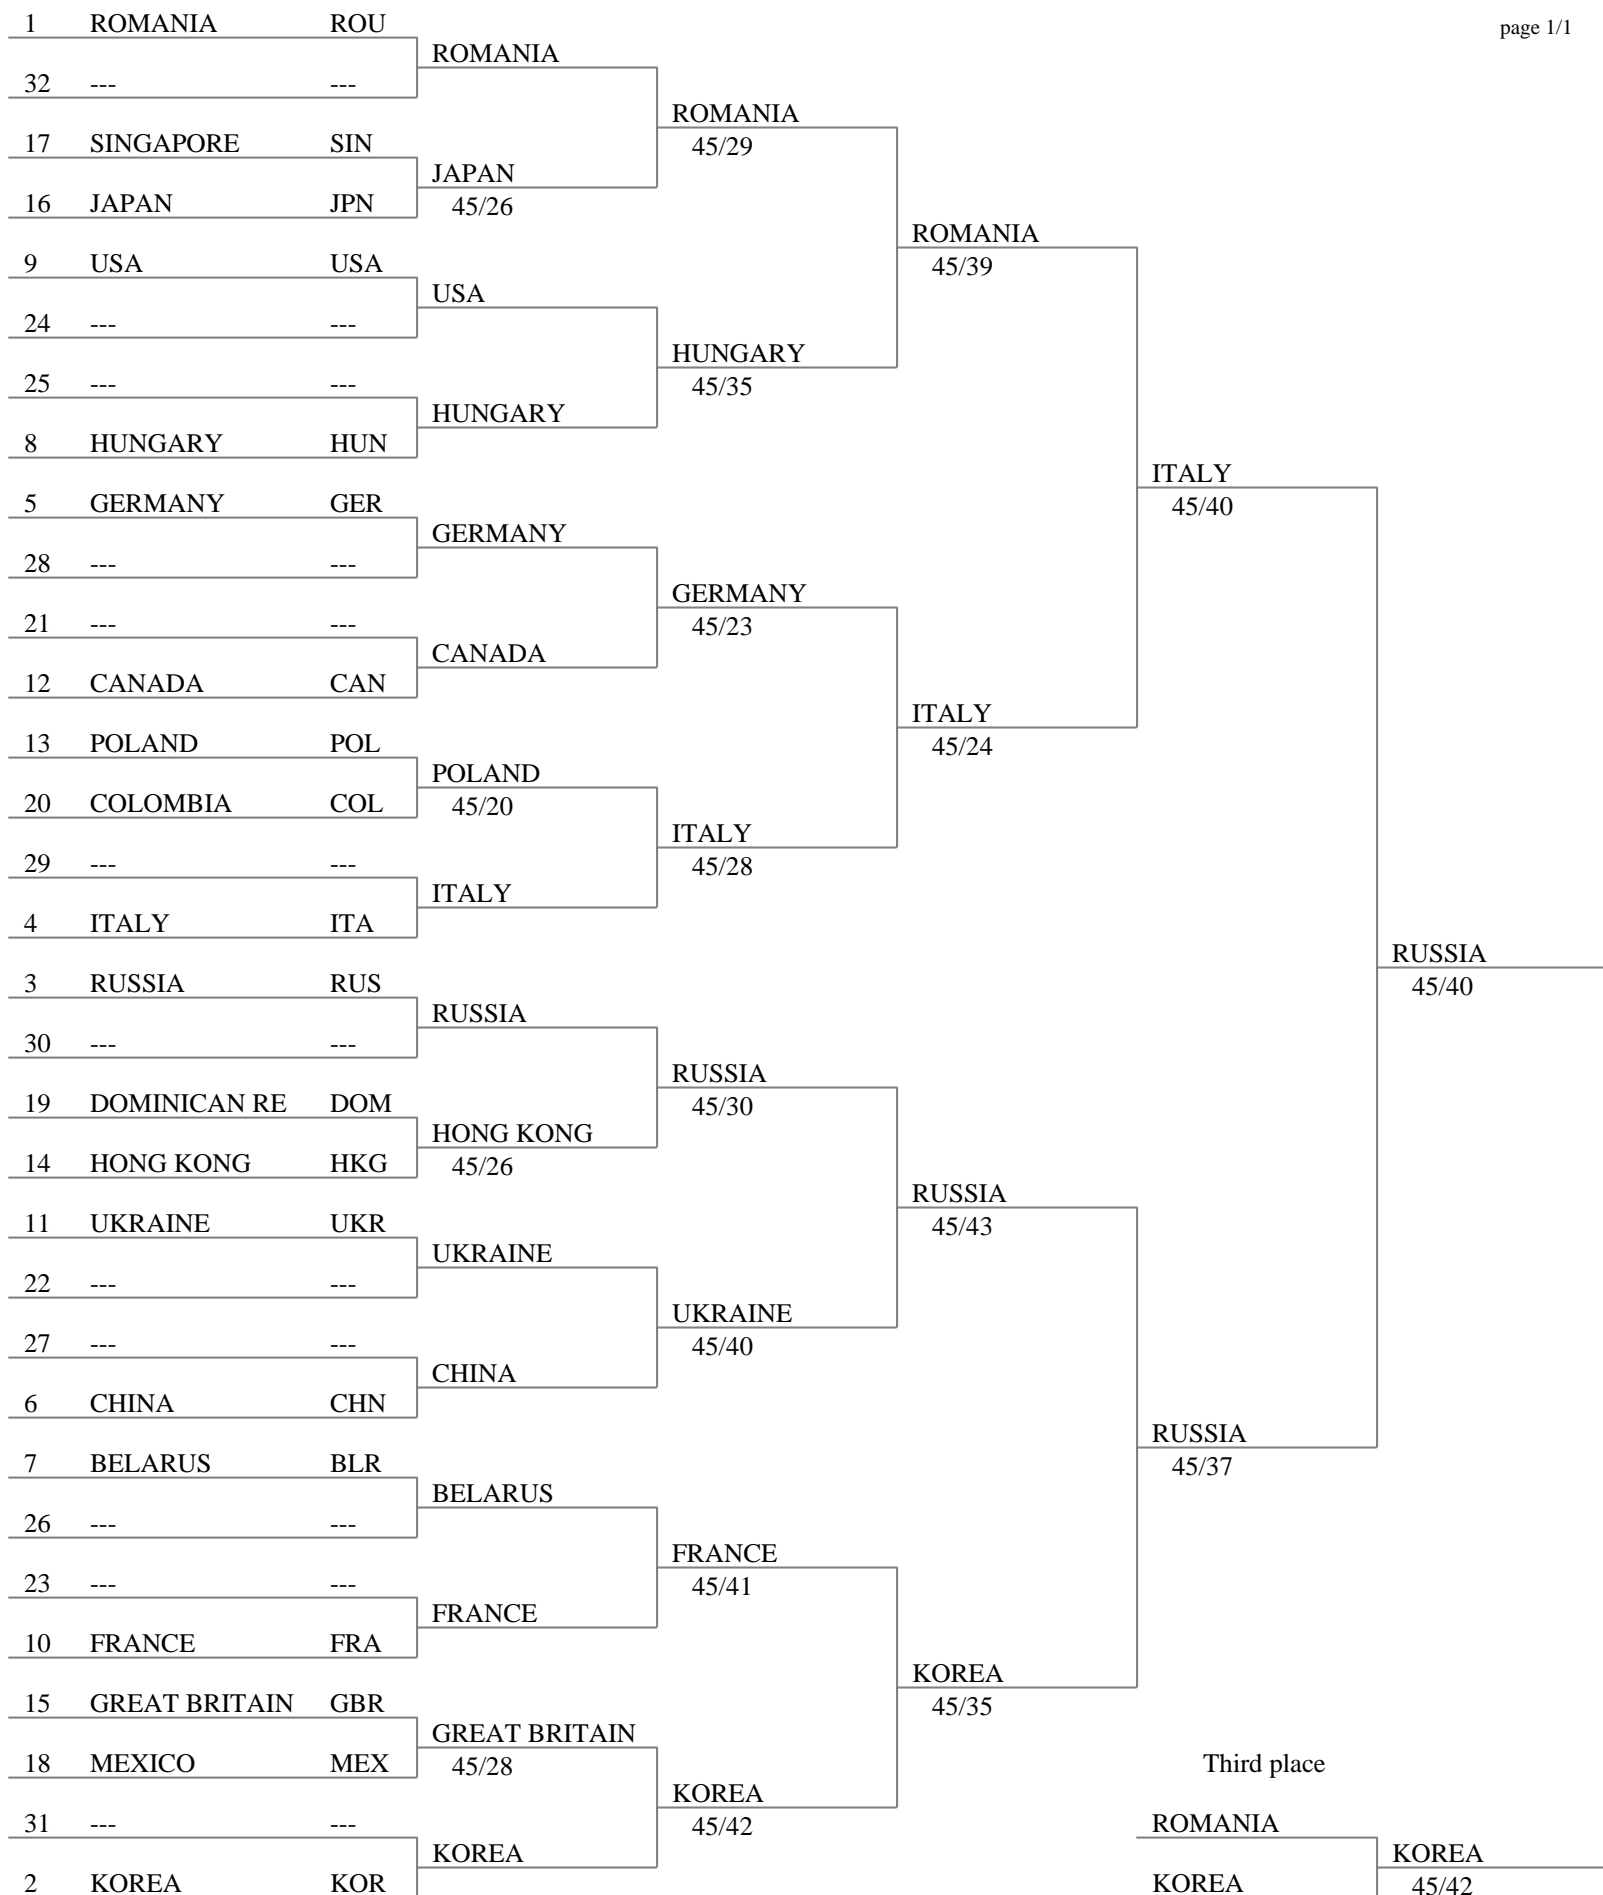 page 1/1
1 ROMANIA ROU
ROMANIA
32 --- ---
ROMANIA
45/29
17 SINGAPORE SIN
JAPAN
45/26
16 JAPAN JPN
ROMANIA
45/39
9 USA USA
USA
24 --- ---
HUNGARY
45/35
25 --- ---
HUNGARY
8 HUNGARY HUN
ITALY
45/40
5 GERMANY GER
GERMANY
28 --- ---
GERMANY
45/23
21 --- ---
CANADA
12 CANADA CAN
ITALY
45/24
13 POLAND POL
POLAND
45/20
20 COLOMBIA COL
ITALY
45/28
29 --- ---
ITALY
4 ITALY ITA
RUSSIA
45/40
3 RUSSIA RUS
RUSSIA
30 --- ---
RUSSIA
45/30
19 DOMINICAN RE DOM
HONG KONG
45/26
14 HONG KONG HKG
RUSSIA
45/43
11 UKRAINE UKR
UKRAINE
22 --- ---
UKRAINE
45/40
27 --- ---
CHINA
6 CHINA CHN
RUSSIA
45/37
7 BELARUS BLR
BELARUS
26 --- ---
FRANCE
45/41
23 --- ---
FRANCE
10 FRANCE FRA
KOREA
45/35
15 GREAT BRITAIN GBR
GREAT BRITAIN
45/28
18 MEXICO MEX
KOREA
45/42
31 --- ---
KOREA
2 KOREA KOR
Third place
ROMANIA
KOREA
45/42
KOREA